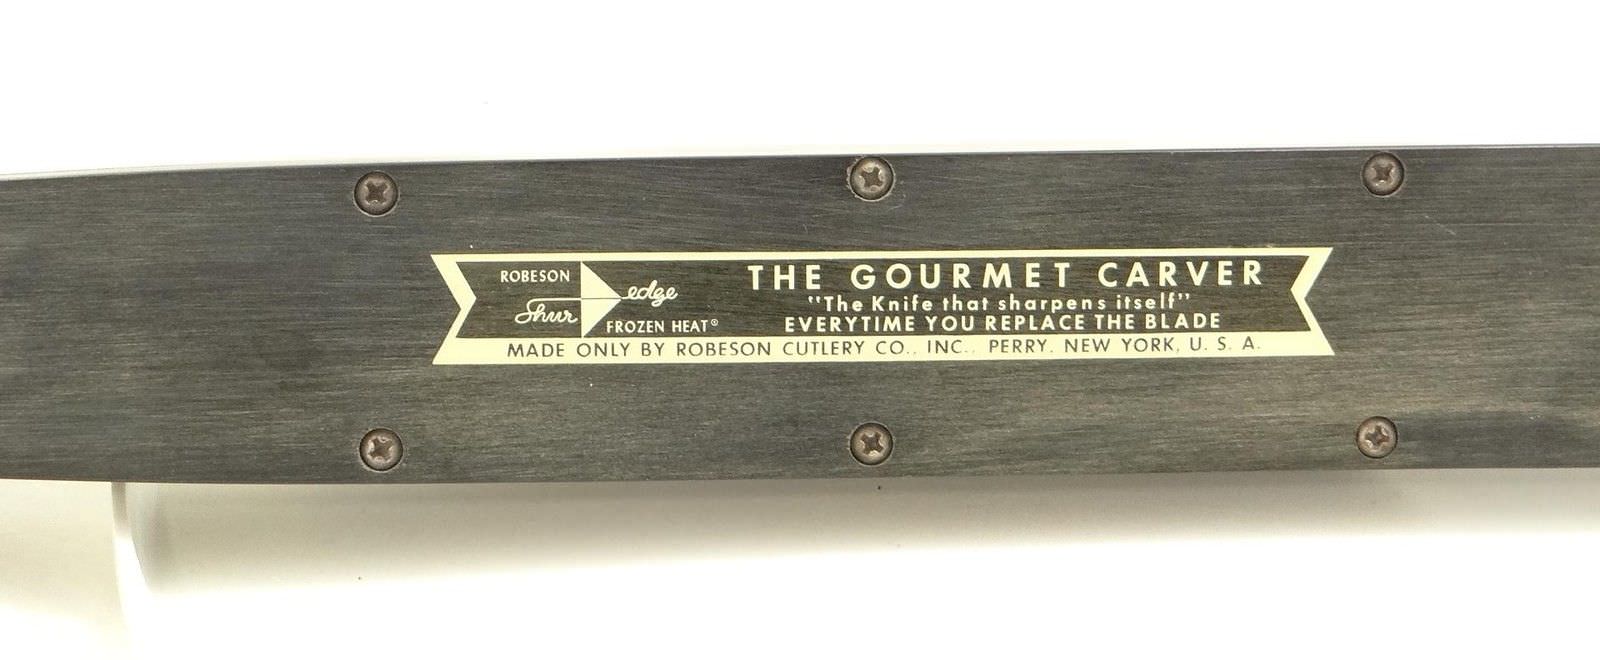 ROBESON
Shur edge
FROZEN HEAT®
THE GOURMET CARVER
"The Knife that sharpens itself"
EVERYTIME YOU REPLACE THE BLADE
MADE ONLY BY ROBESON CUTLERY CO., INC., PERRY, NEW YORK, U. S. A.